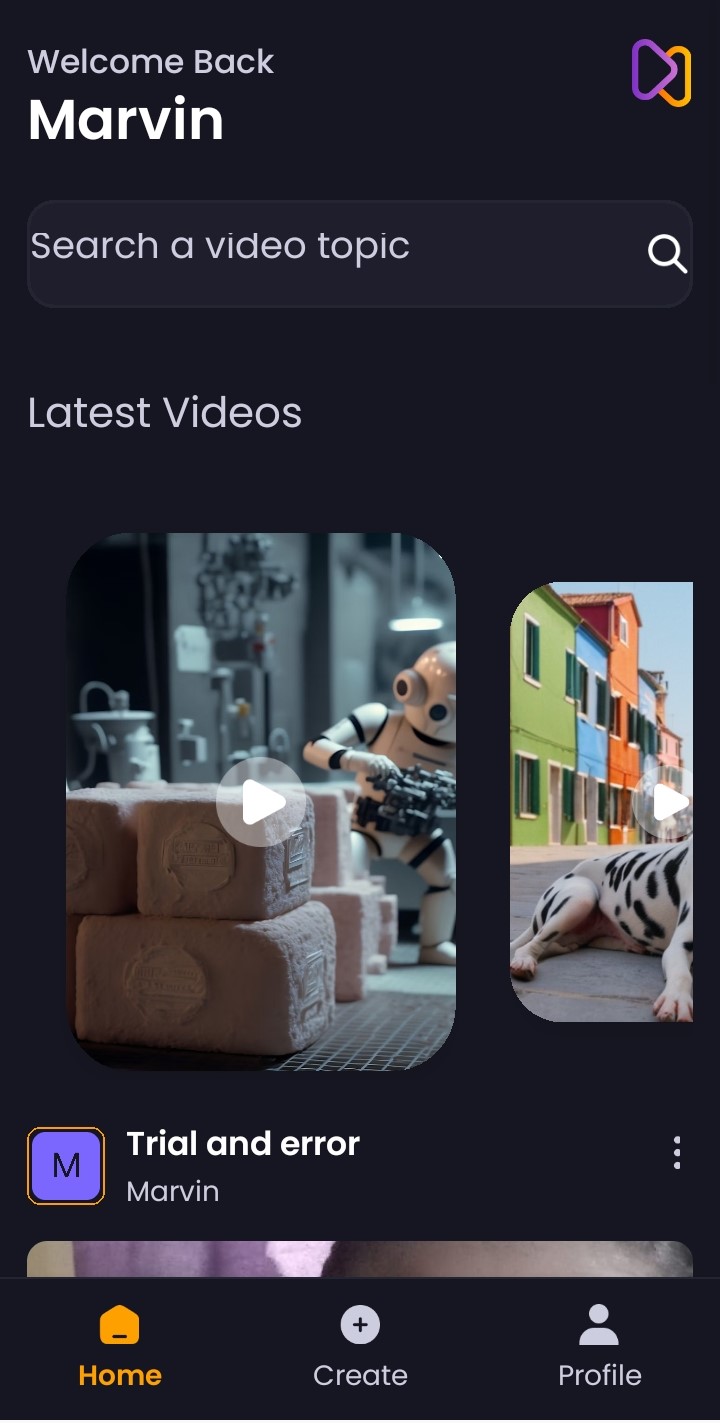 Welcome Back
Marvin
Search a video topic
Latest Videos
M
Trial and error
Marvin
Home
Create
Profile